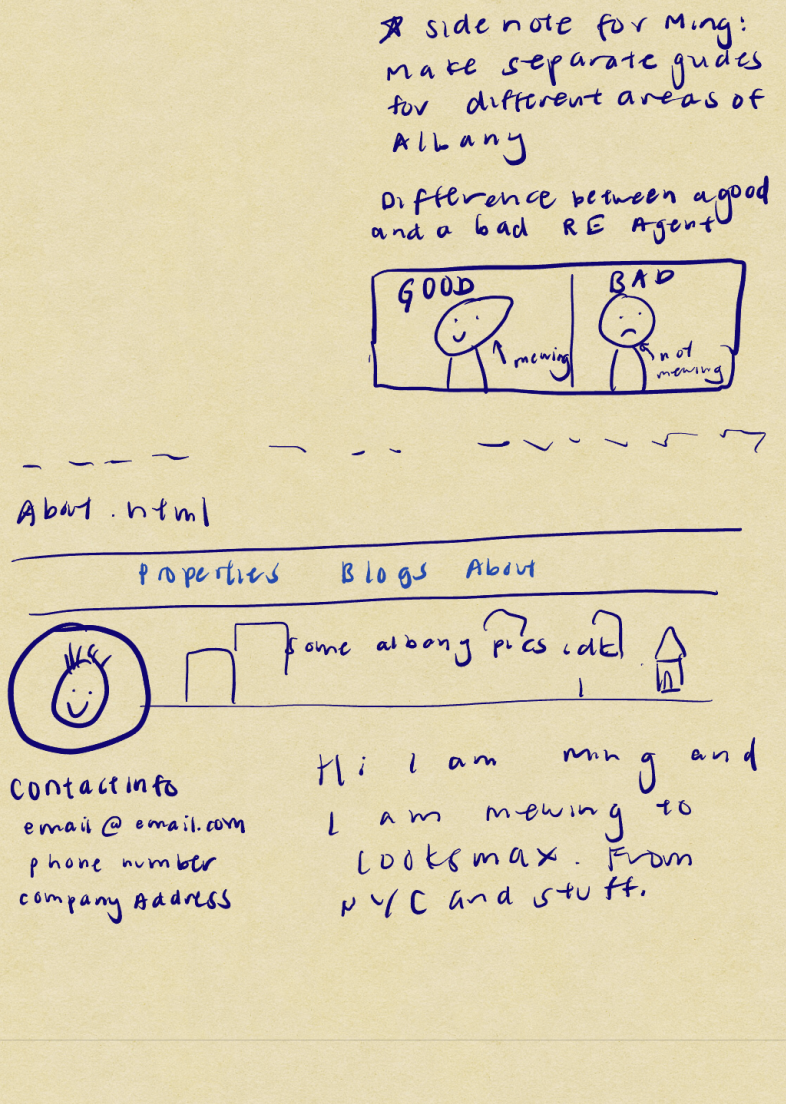 side note for Ming:
Make separate gudes
for different areas of
Albany
Difference between a good
and a bad RE Agent
GOOD
BAD
mewing
not
mewing
About.html
Properties Blogs About
some albany pics idk
Contact info
email@email.com
phone number
company Address
Hi I am ming and
I am mewing to
looksmax. From
NYC and stuff.